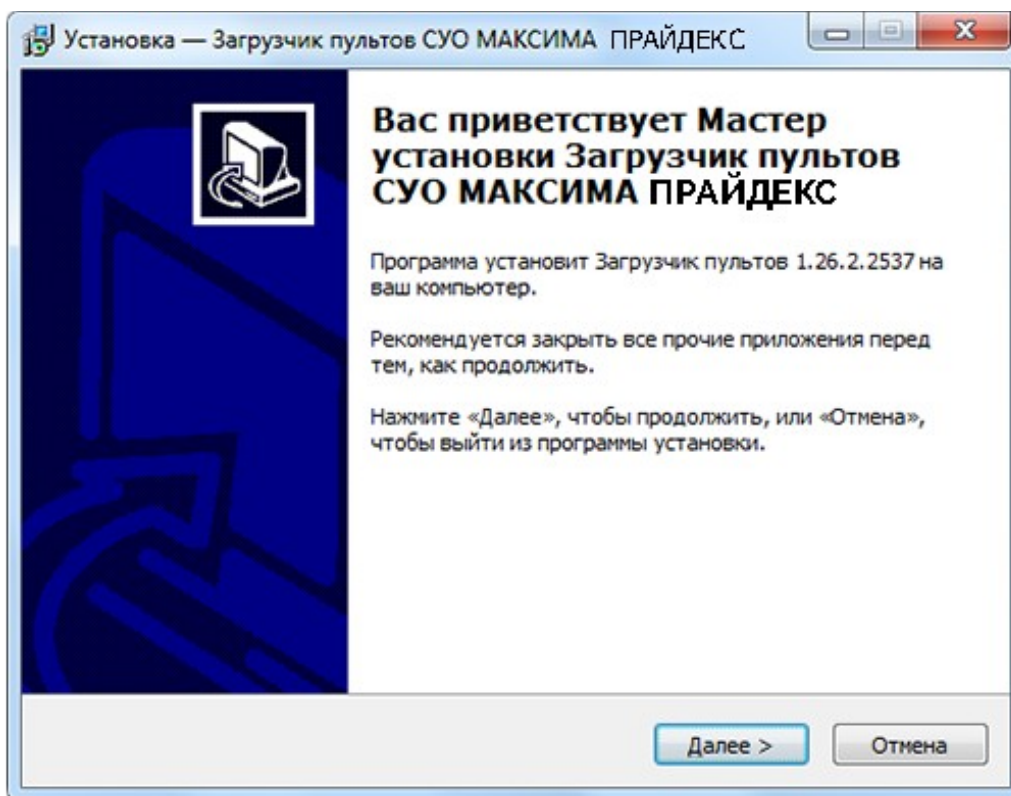 Установка — Загрузчик пультов СУО МАКСИМА ПРАЙДЕКС
Вас приветствует Мастер
установки Загрузчик пультов
СУО МАКСИМА ПРАЙДЕКС
Программа установит Загрузчик пультов 1.26.2.2537 на
ваш компьютер.
Рекомендуется закрыть все прочие приложения перед
тем, как продолжить.
Нажмите «Далее», чтобы продолжить, или «Отмена»,
чтобы выйти из программы установки.
Далее >
Отмена